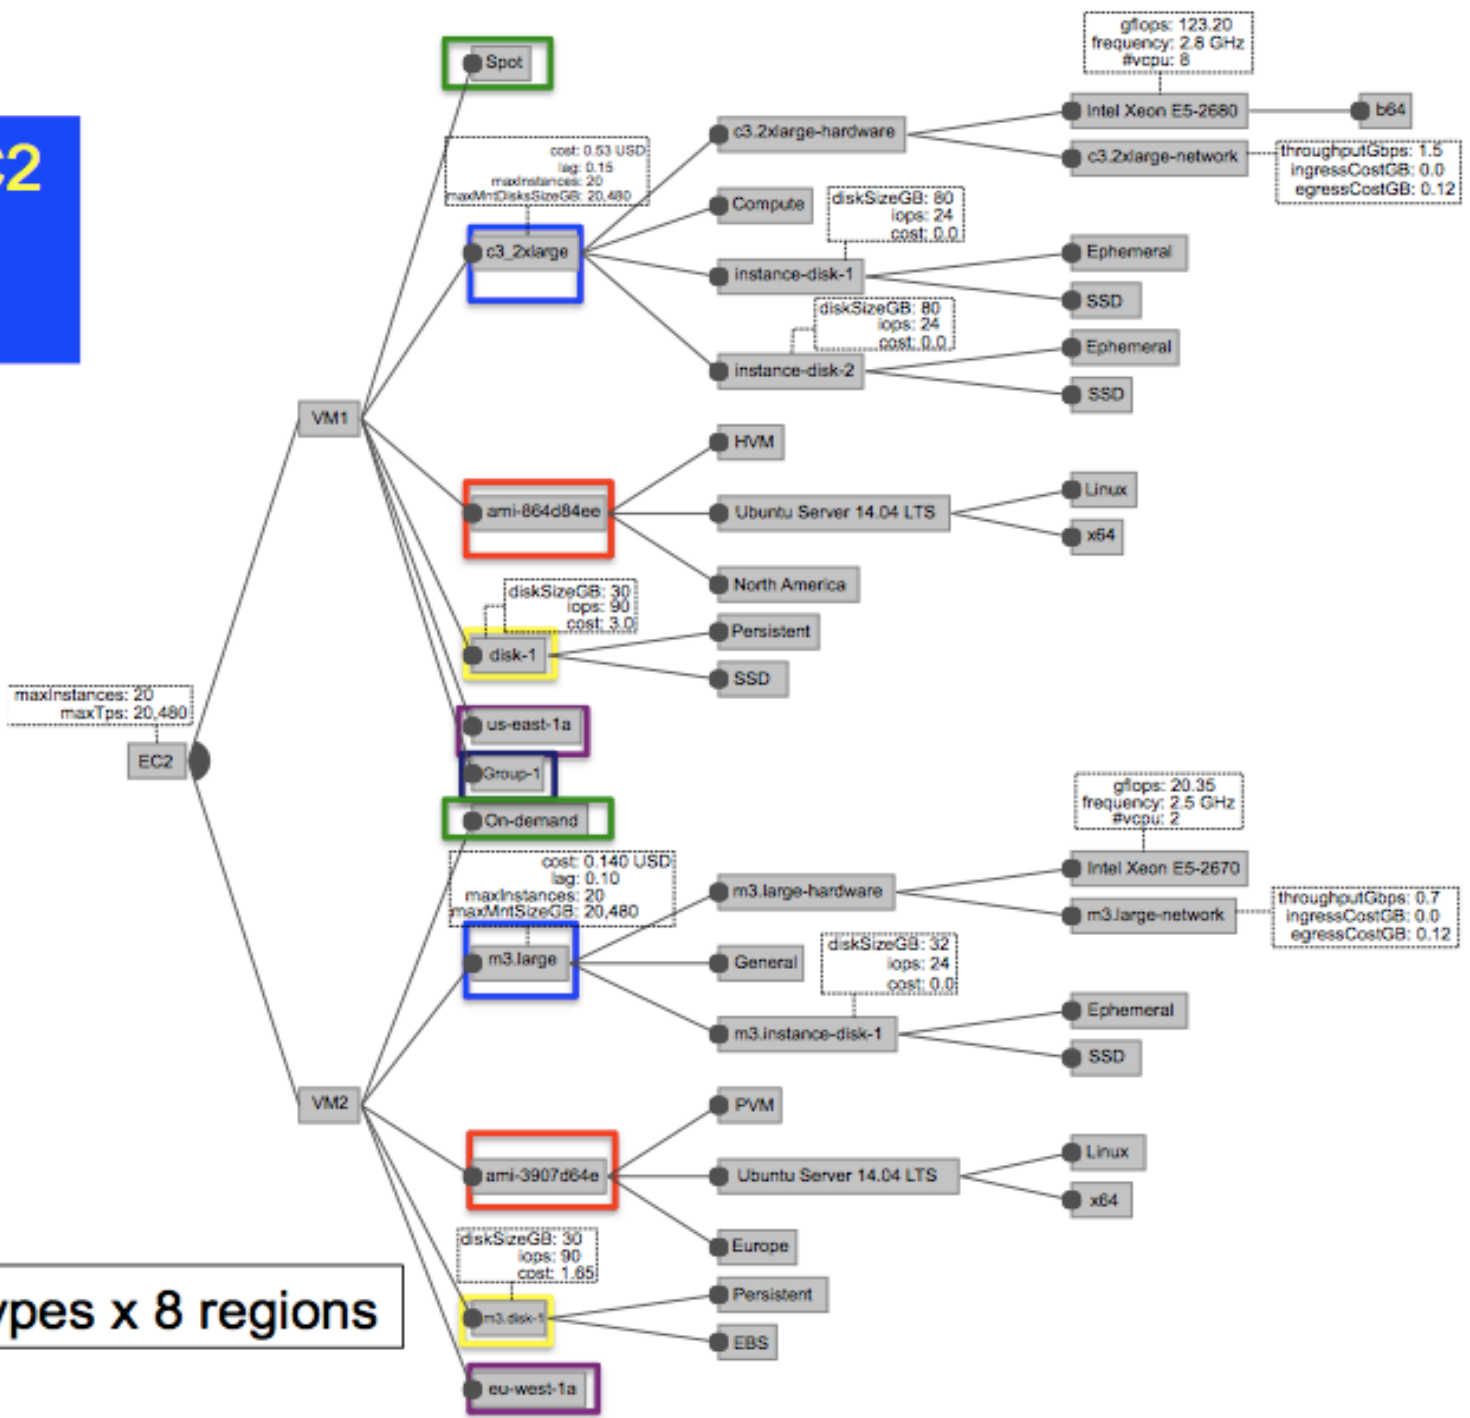 C2
ypes x 8 regions
maxInstances: 20
maxTps: 20,480
EC2
VM1
Spot
cost: 0.53 USD
lag: 0.15
maxInstances: 20
maxMntDisksSizeGB: 20,480
c3_2xlarge
c3.2xlarge-hardware
gflops: 123.20
frequency: 2.8 GHz
#vcpu: 8
Intel Xeon E5-2680
b64
c3.2xlarge-network
throughputGbps: 1.5
ingressCostGB: 0.0
egressCostGB: 0.12
Compute
diskSizeGB: 80
iops: 24
cost: 0.0
instance-disk-1
Ephemeral
SSD
diskSizeGB: 80
iops: 24
cost: 0.0
instance-disk-2
Ephemeral
SSD
ami-864d84ee
HVM
Ubuntu Server 14.04 LTS
Linux
x64
North America
diskSizeGB: 30
iops: 90
cost: 3.0
disk-1
Persistent
SSD
us-east-1a
Group-1
VM2
On-demand
cost: 0.140 USD
lag: 0.10
maxInstances: 20
maxMntSizeGB: 20,480
m3.large
m3.large-hardware
gflops: 20.35
frequency: 2.5 GHz
#vcpu: 2
Intel Xeon E5-2670
m3.large-network
throughputGbps: 0.7
ingressCostGB: 0.0
egressCostGB: 0.12
General
diskSizeGB: 32
iops: 24
cost: 0.0
m3.instance-disk-1
Ephemeral
SSD
ami-3907d64e
PVM
Ubuntu Server 14.04 LTS
Linux
x64
Europe
diskSizeGB: 30
iops: 90
cost: 1.65
m3.disk-1
Persistent
EBS
eu-west-1a